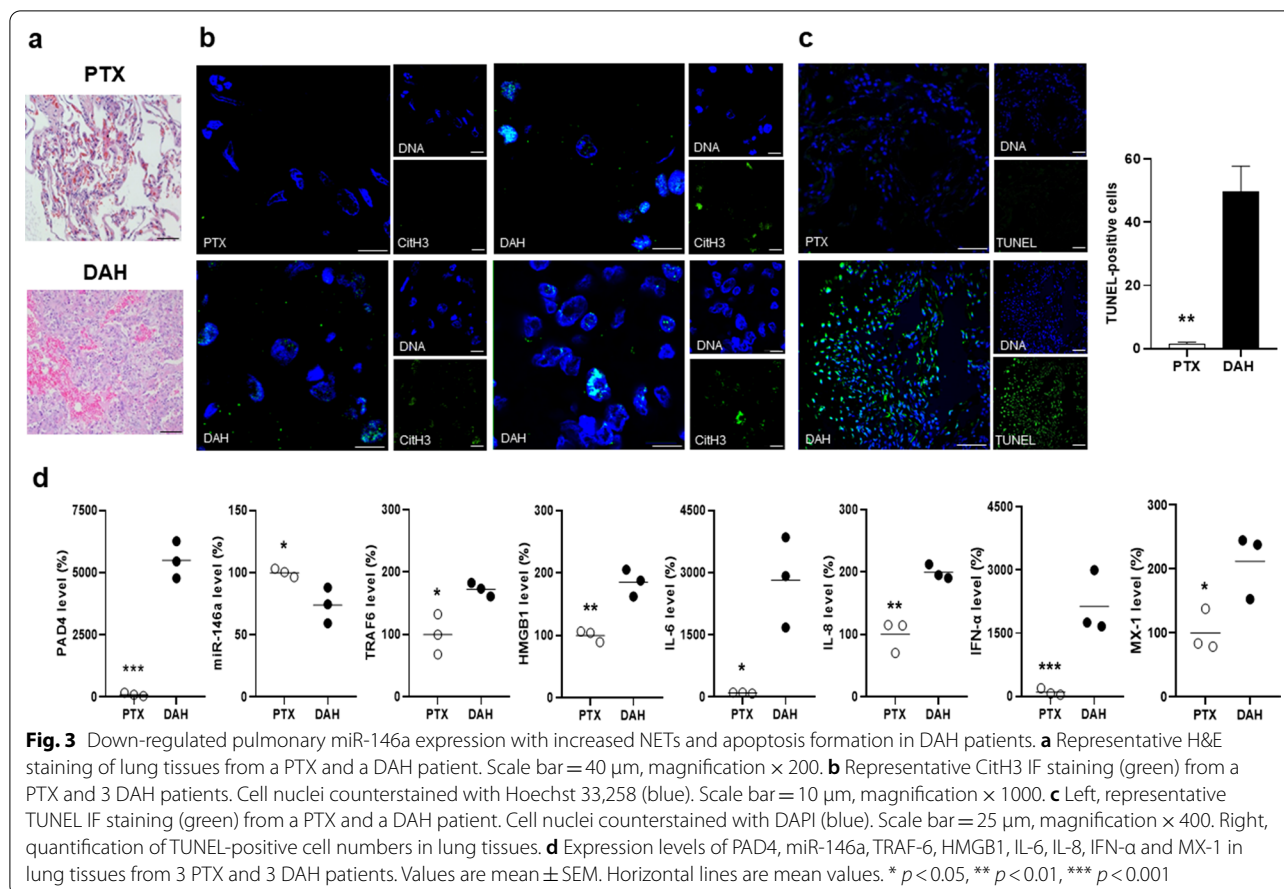 a
PTX
DAH
b
PTX
DNA
CitH3
DAH
DNA
CitH3
DAH
DNA
CitH3
DAH
DNA
CitH3
c
PTX
DNA
TUNEL
DAH
DNA
TUNEL
TUNEL-positive cells
60
40
20
0
**
PTX DAH
d
PAD4 level (%)
7500
5000
2500
0
***
PTX DAH
miR-146a level (%)
150
100
50
0
*
PTX DAH
TRAF6 level (%)
300
200
100
0
*
PTX DAH
HMGB1 level (%)
300
200
100
0
**
PTX DAH
IL-6 level (%)
4500
3000
1500
0
*
PTX DAH
IL-8 level (%)
300
200
100
0
**
PTX DAH
IFN-α level (%)
4500
3000
1500
0
***
PTX DAH
MX-1 level (%)
300
200
100
0
*
PTX DAH
Fig. 3 Down-regulated pulmonary miR-146a expression with increased NETs and apoptosis formation in DAH patients. a Representative H&E
staining of lung tissues from a PTX and a DAH patient. Scale bar = 40 μm, magnification × 200. b Representative CitH3 IF staining (green) from a
PTX and 3 DAH patients. Cell nuclei counterstained with Hoechst 33,258 (blue). Scale bar = 10 μm, magnification × 1000. c Left, representative
TUNEL IF staining (green) from a PTX and a DAH patient. Cell nuclei counterstained with DAPI (blue). Scale bar = 25 μm, magnification × 400. Right,
quantification of TUNEL-positive cell numbers in lung tissues. d Expression levels of PAD4, miR-146a, TRAF-6, HMGB1, IL-6, IL-8, IFN-α and MX-1 in
lung tissues from 3 PTX and 3 DAH patients. Values are mean ± SEM. Horizontal lines are mean values. * p < 0.05, ** p < 0.01, *** p < 0.001